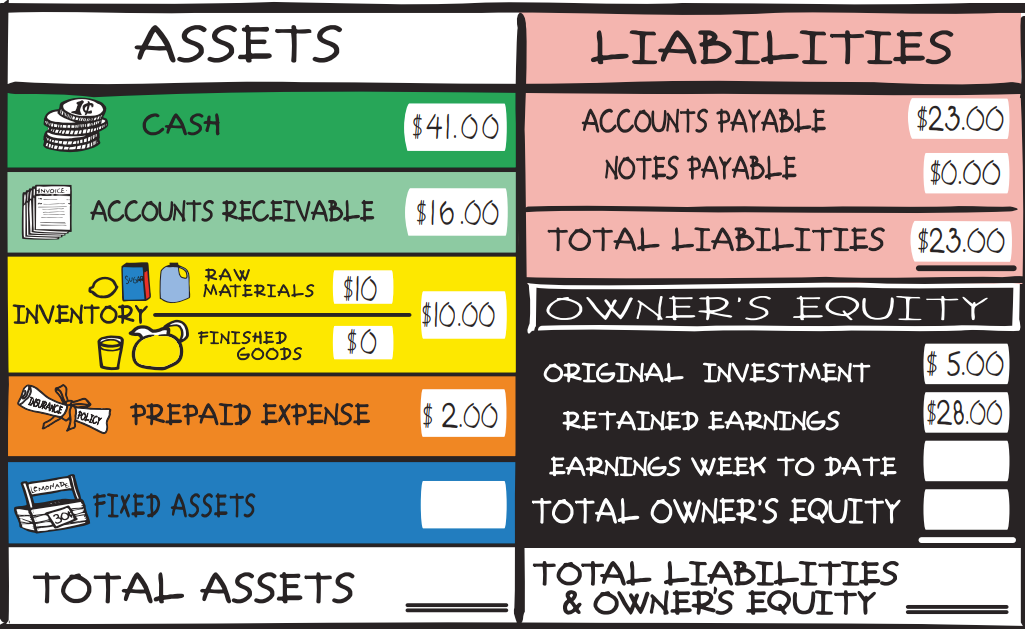 ASSETS
1¢
CASH $41.00
INVOICE
ACCOUNTS RECEIVABLE $16.00
SUGAR
RAW
MATERIALS $10
INVENTORY $10.00
FINISHED
GOODS $0
INSURANCE POLICY
PREPAID EXPENSE $ 2.00
LEMONADE
30¢
FIXED ASSETS
TOTAL ASSETS
LIABILITIES
ACCOUNTS PAYABLE $23.00
NOTES PAYABLE $0.00
TOTAL LIABILITIES $23.00
OWNER'S EQUITY
ORIGINAL INVESTMENT $ 5.00
RETAINED EARNINGS $28.00
EARNINGS WEEK TO DATE
TOTAL OWNER'S EQUITY
TOTAL LIABILITIES
& OWNER'S EQUITY